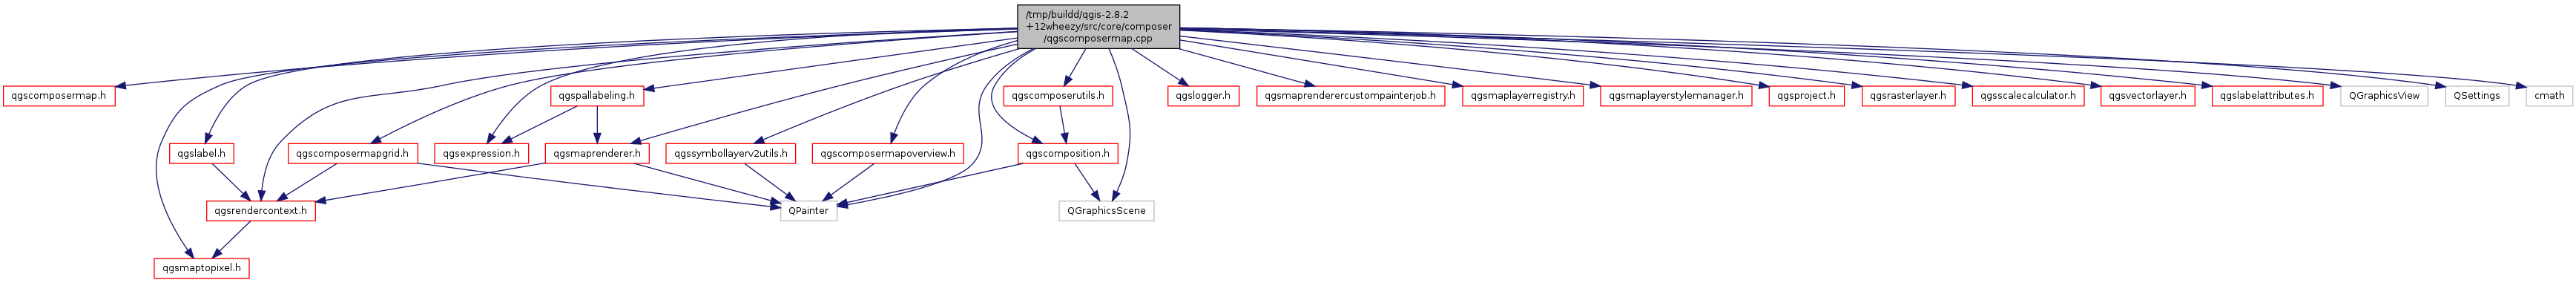 /tmp/buildd/qgis-2.8.2
+12wheezy/src/core/composer
/qgscomposermap.cpp
qgscomposermap.h
qgspallabeling.h
qgscomposerutils.h
qgslogger.h
qgsmaprenderercustompainterjob.h
qgsmaplayerregistry.h
qgsmaplayerstylemanager.h
qgsproject.h
qgsrasterlayer.h
qgsscalecalculator.h
qgsvectorlayer.h
qgslabelattributes.h
QGraphicsView
QSettings
cmath
qgslabel.h
qgscomposermapgrid.h
qgsexpression.h
qgsmaprenderer.h
qgssymbollayerv2utils.h
qgscomposermapoverview.h
qgscomposition.h
qgsrendercontext.h
QPainter
QGraphicsScene
qgsmaptopixel.h